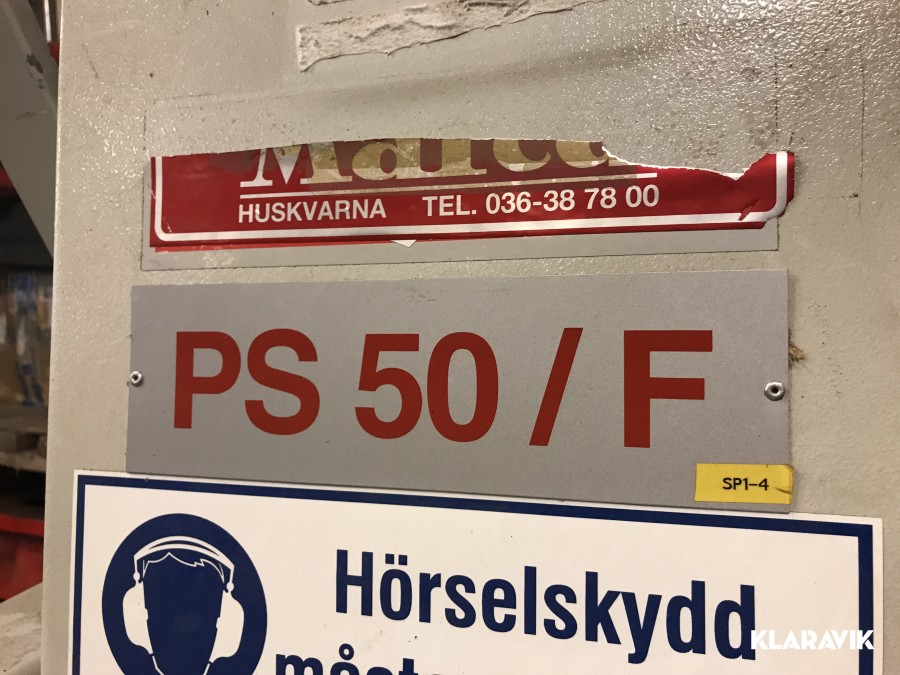 HUSKVARNA TEL. 036-38 78 00
PS 50 / F
SP1-4
Hörselskydd
KLARAVIK